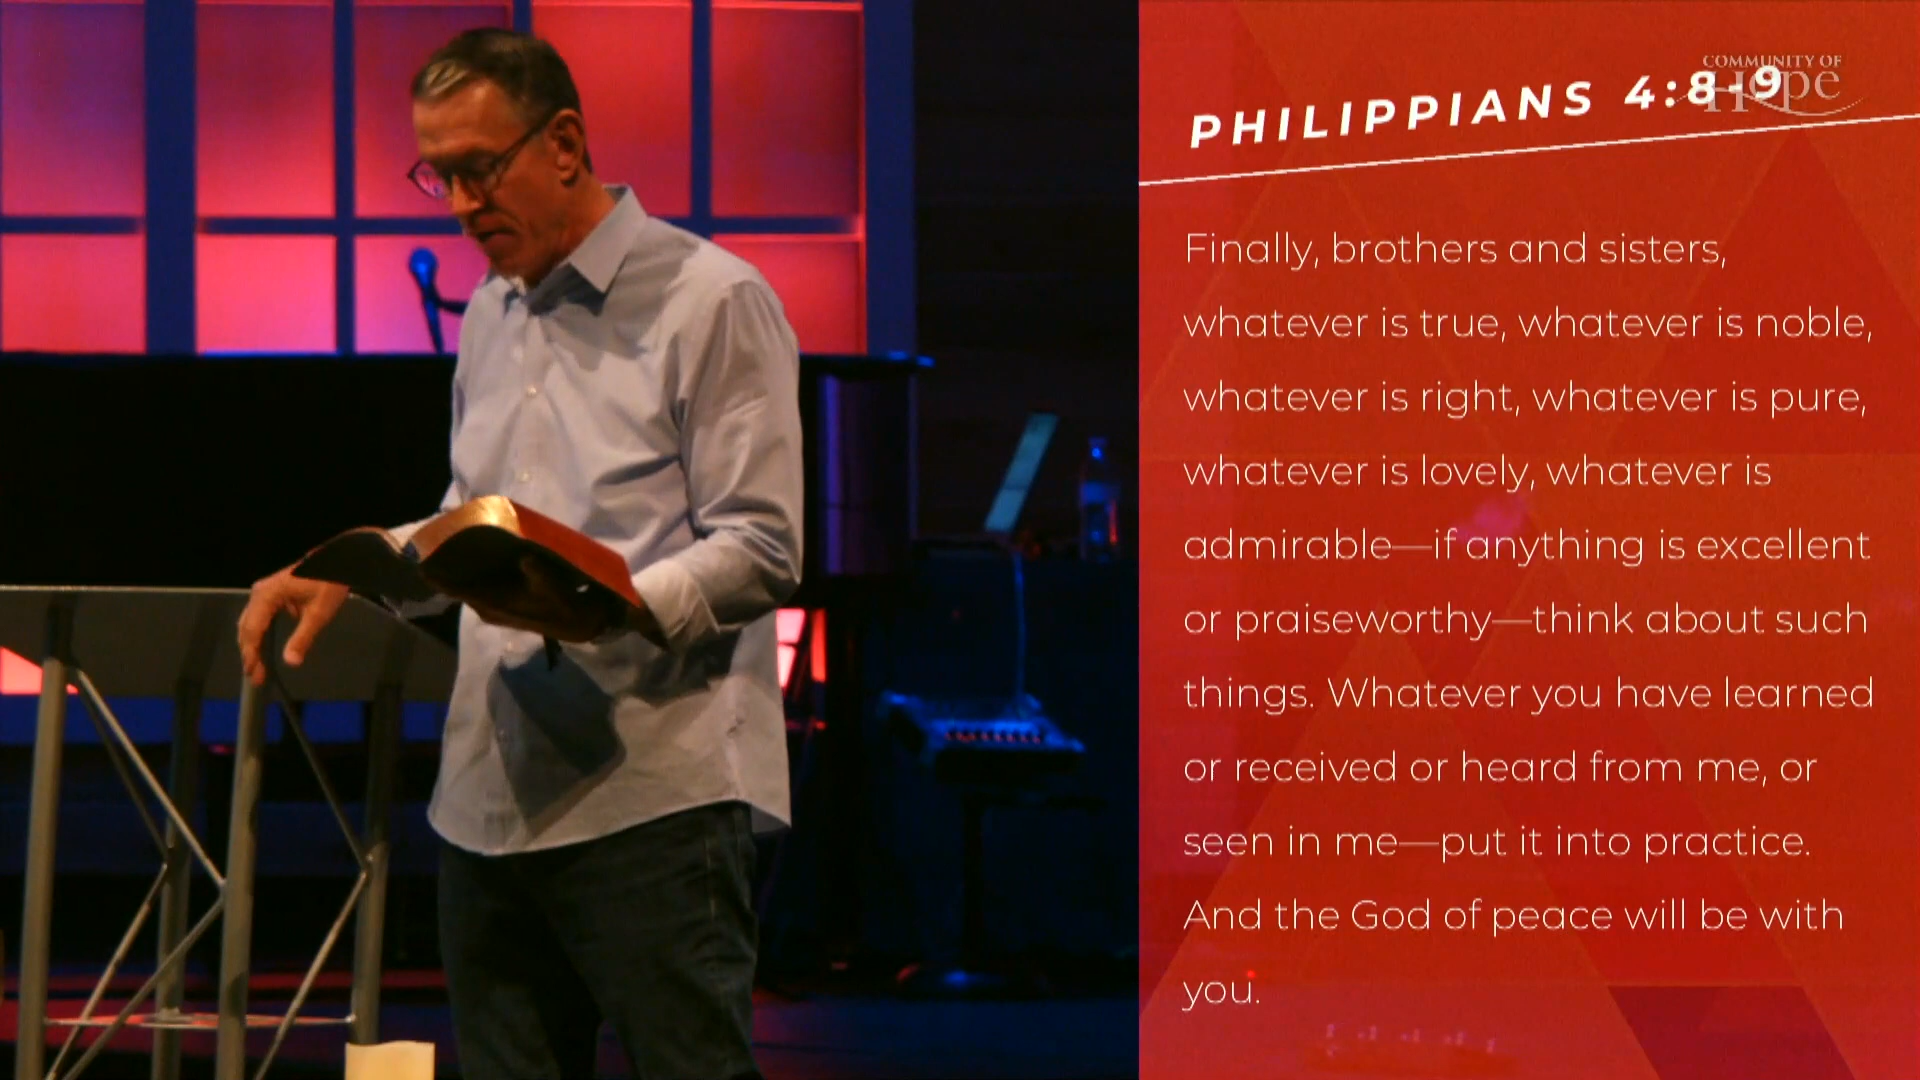 COMMUNITY OF
Hope
PHILIPPIANS 4:8-9
Finally, brothers and sisters,
whatever is true, whatever is noble,
whatever is right, whatever is pure,
whatever is lovely, whatever is
admirable—if anything is excellent
or praiseworthy—think about such
things. Whatever you have learned
or received or heard from me, or
seen in me—put it into practice.
And the God of peace will be with
you.